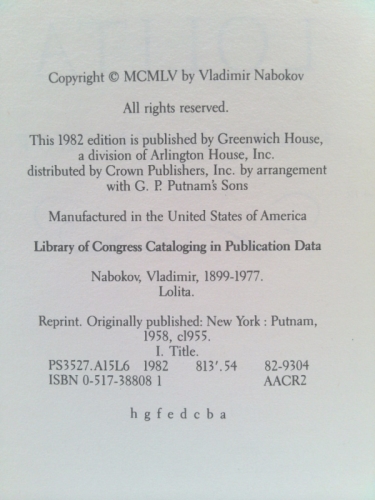 Copyright © MCMLV by Vladimir Nabokov
All rights reserved.
This 1982 edition is published by Greenwich House,
a division of Arlington House, Inc.
distributed by Crown Publishers, Inc. by arrangement
with G. P. Putnam's Sons
Manufactured in the United States of America
Library of Congress Cataloging in Publication Data
Nabokov, Vladimir, 1899-1977.
Lolita.
Reprint. Originally published: New York : Putnam,
1958, c1955.
I. Title.
PS3527.A15L6 1982 813'.54 82-9304
ISBN 0-517-38808 1 AACR2
h g f e d c b a